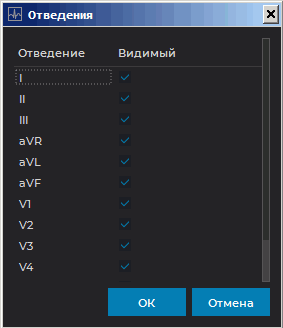 Отведения
Отведение Видимый
I
II
III
aVR
aVL
aVF
V1
V2
V3
V4
ОК Отмена